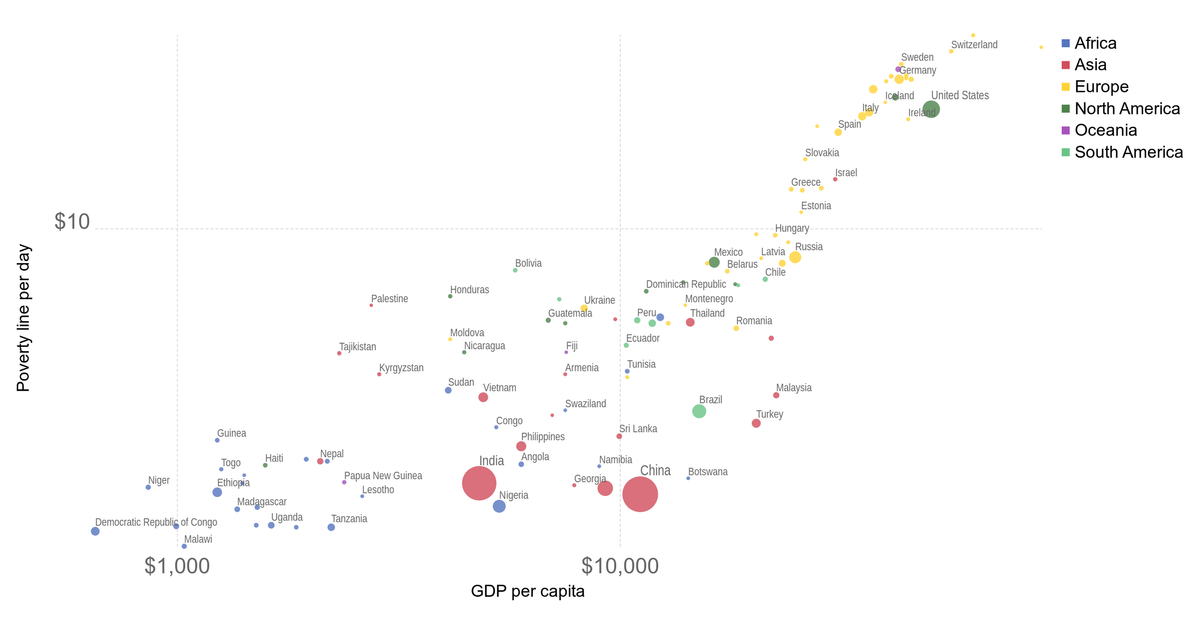 Switzerland
Africa
Sweden
Asia
Germany
Europe
Iceland
United States
North America
Italy
Ireland
Spain
Oceania
Slovakia
South America
Israel
Greece
Estonia
$10
Hungary
Russia
Mexico
Latvia
Belarus
Bolivia
Chile
Dominican Republic
Honduras
Palestine
Ukraine
Montenegro
Guatemala
Peru
Thailand
Romania
Moldova
Ecuador
Tajikistan
Nicaragua
Fiji
Kyrgyzstan
Armenia
Tunisia
Sudan
Vietnam
Malaysia
Swaziland
Brazil
Congo
Turkey
Guinea
Philippines
Sri Lanka
Nepal
Haiti
Togo
Angola
India
Namibia
China
Botswana
Niger
Ethiopia
Papua New Guinea
Georgia
Lesotho
Nigeria
Madagascar
Democratic Republic of Congo
Uganda
Tanzania
Malawi
$1,000
$10,000
GDP per capita
Poverty line per day